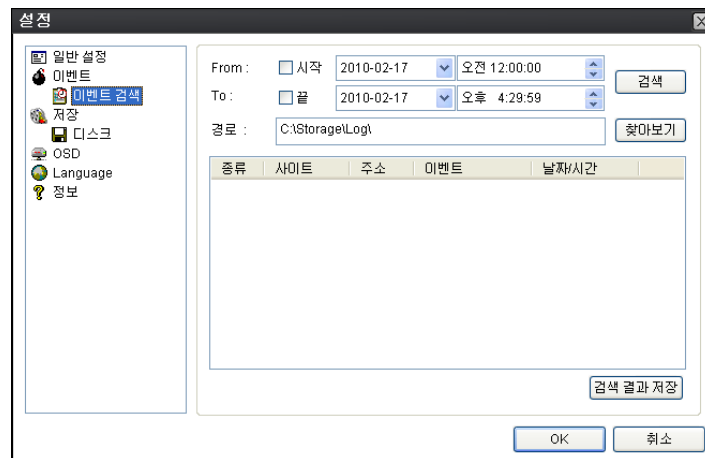 설정
일반 설정
이벤트
이벤트 검색
저장
디스크
OSD
Language
정보
From : 시작 2010-02-17 오전 12:00:00 검색
To : 끝 2010-02-17 오후 4:29:59
경로 : C:\Storage\Log\ 찾아보기
종류 사이트 주소 이벤트 날짜/시간
검색 결과 저장
OK 취소